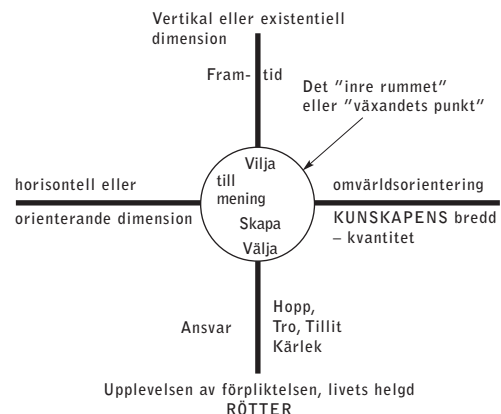 Vertikal eller existentiell
dimension
Fram- tid
Det ”inre rummet”
eller ”växandets punkt”
Vilja
till
mening
Skapa
Välja
horisontell eller
orienterande dimension
omvärldsorientering
KUNSKAPENS bredd
– kvantitet
Ansvar
Hopp,
Tro, Tillit
Kärlek
Upplevelsen av förpliktelsen, livets helgd
RÖTTER